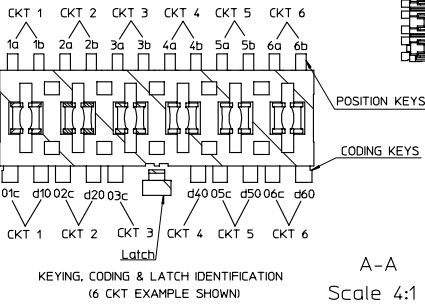 CKT 1 CKT 2 CKT 3 CKT 4 CKT 5 CKT 6
1a 1b 2a 2b 3a 3b 4a 4b 5a 5b 6a 6b
POSITION KEYS
CODING KEYS
01c d10 02c d20 03c d40 05c d50 06c d60
CKT 1 CKT 2 CKT 3 CKT 4 CKT 5 CKT 6
Latch
KEYING, CODING & LATCH IDENTIFICATION
(6 CKT EXAMPLE SHOWN)
A-A
Scale 4:1